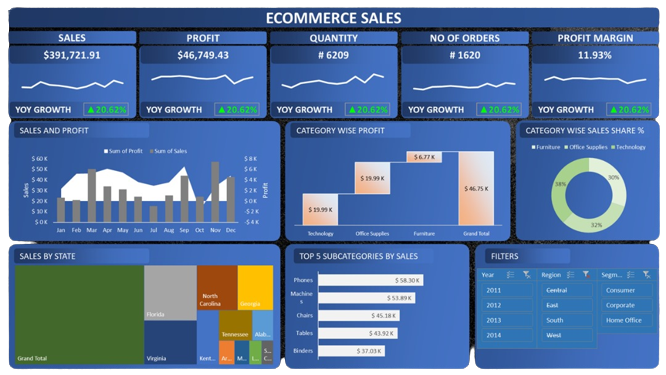 ECOMMERCE SALES
SALES
$391,721.91
YOY GROWTH ▲20.62%
PROFIT
$46,749.43
YOY GROWTH ▲20.62%
QUANTITY
# 6209
YOY GROWTH ▲20.62%
NO OF ORDERS
# 1620
YOY GROWTH ▲20.62%
PROFIT MARGIN
11.93%
YOY GROWTH ▲20.62%
SALES AND PROFIT
Sum of Profit Sum of Sales
Sales
$ 60 K
$ 50 K
$ 40 K
$ 30 K
$ 20 K
$ 10 K
$ 0 K
$ 8 K
$ 6 K
$ 4 K
$ 2 K
$ 0 K
-$ 2 K
-$ 4 K
Profit
Jan Feb Mar Apr May Jun Jul Aug Sep Oct Nov Dec
CATEGORY WISE PROFIT
$ 19.99 K
$ 19.99 K
$ 6.77 K
$ 46.75 K
Technology Office Supplies Furniture Grand Total
CATEGORY WISE SALES SHARE %
Furniture Office Supplies Technology
30%
32%
38%
SALES BY STATE
Grand Total
Florida
Virginia
North
Carolina
Georgia
Tennessee
Alab...
Kent...
Ar...
M...
L...
S...
C...
TOP 5 SUBCATEGORIES BY SALES
Phones $ 58.30 K
Machine
s $ 53.89 K
Chairs $ 45.18 K
Tables $ 43.92 K
Binders $ 37.03 K
FILTERS
Year
2011
2012
2013
2014
Region
Central
East
South
West
Segm...
Consumer
Corporate
Home Office